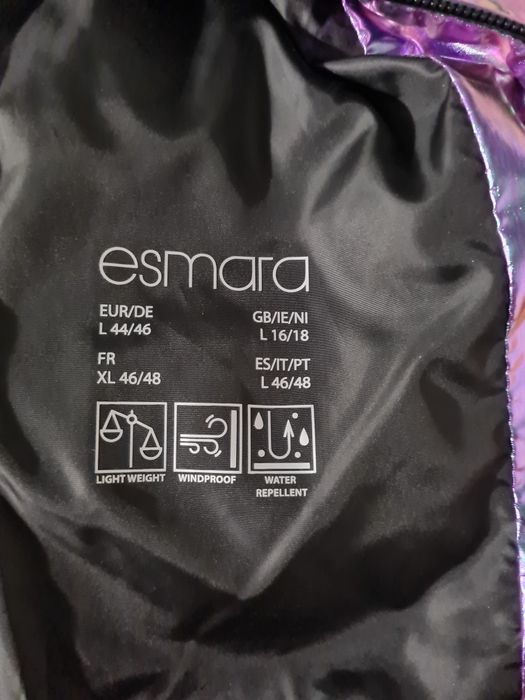 esmara
EUR/DE
L 44/46
GB/IE/NI
L 16/18
FR
XL 46/48
ES/IT/PT
L 46/48
LIGHT WEIGHT
WINDPROOF
WATER
REPELLENT